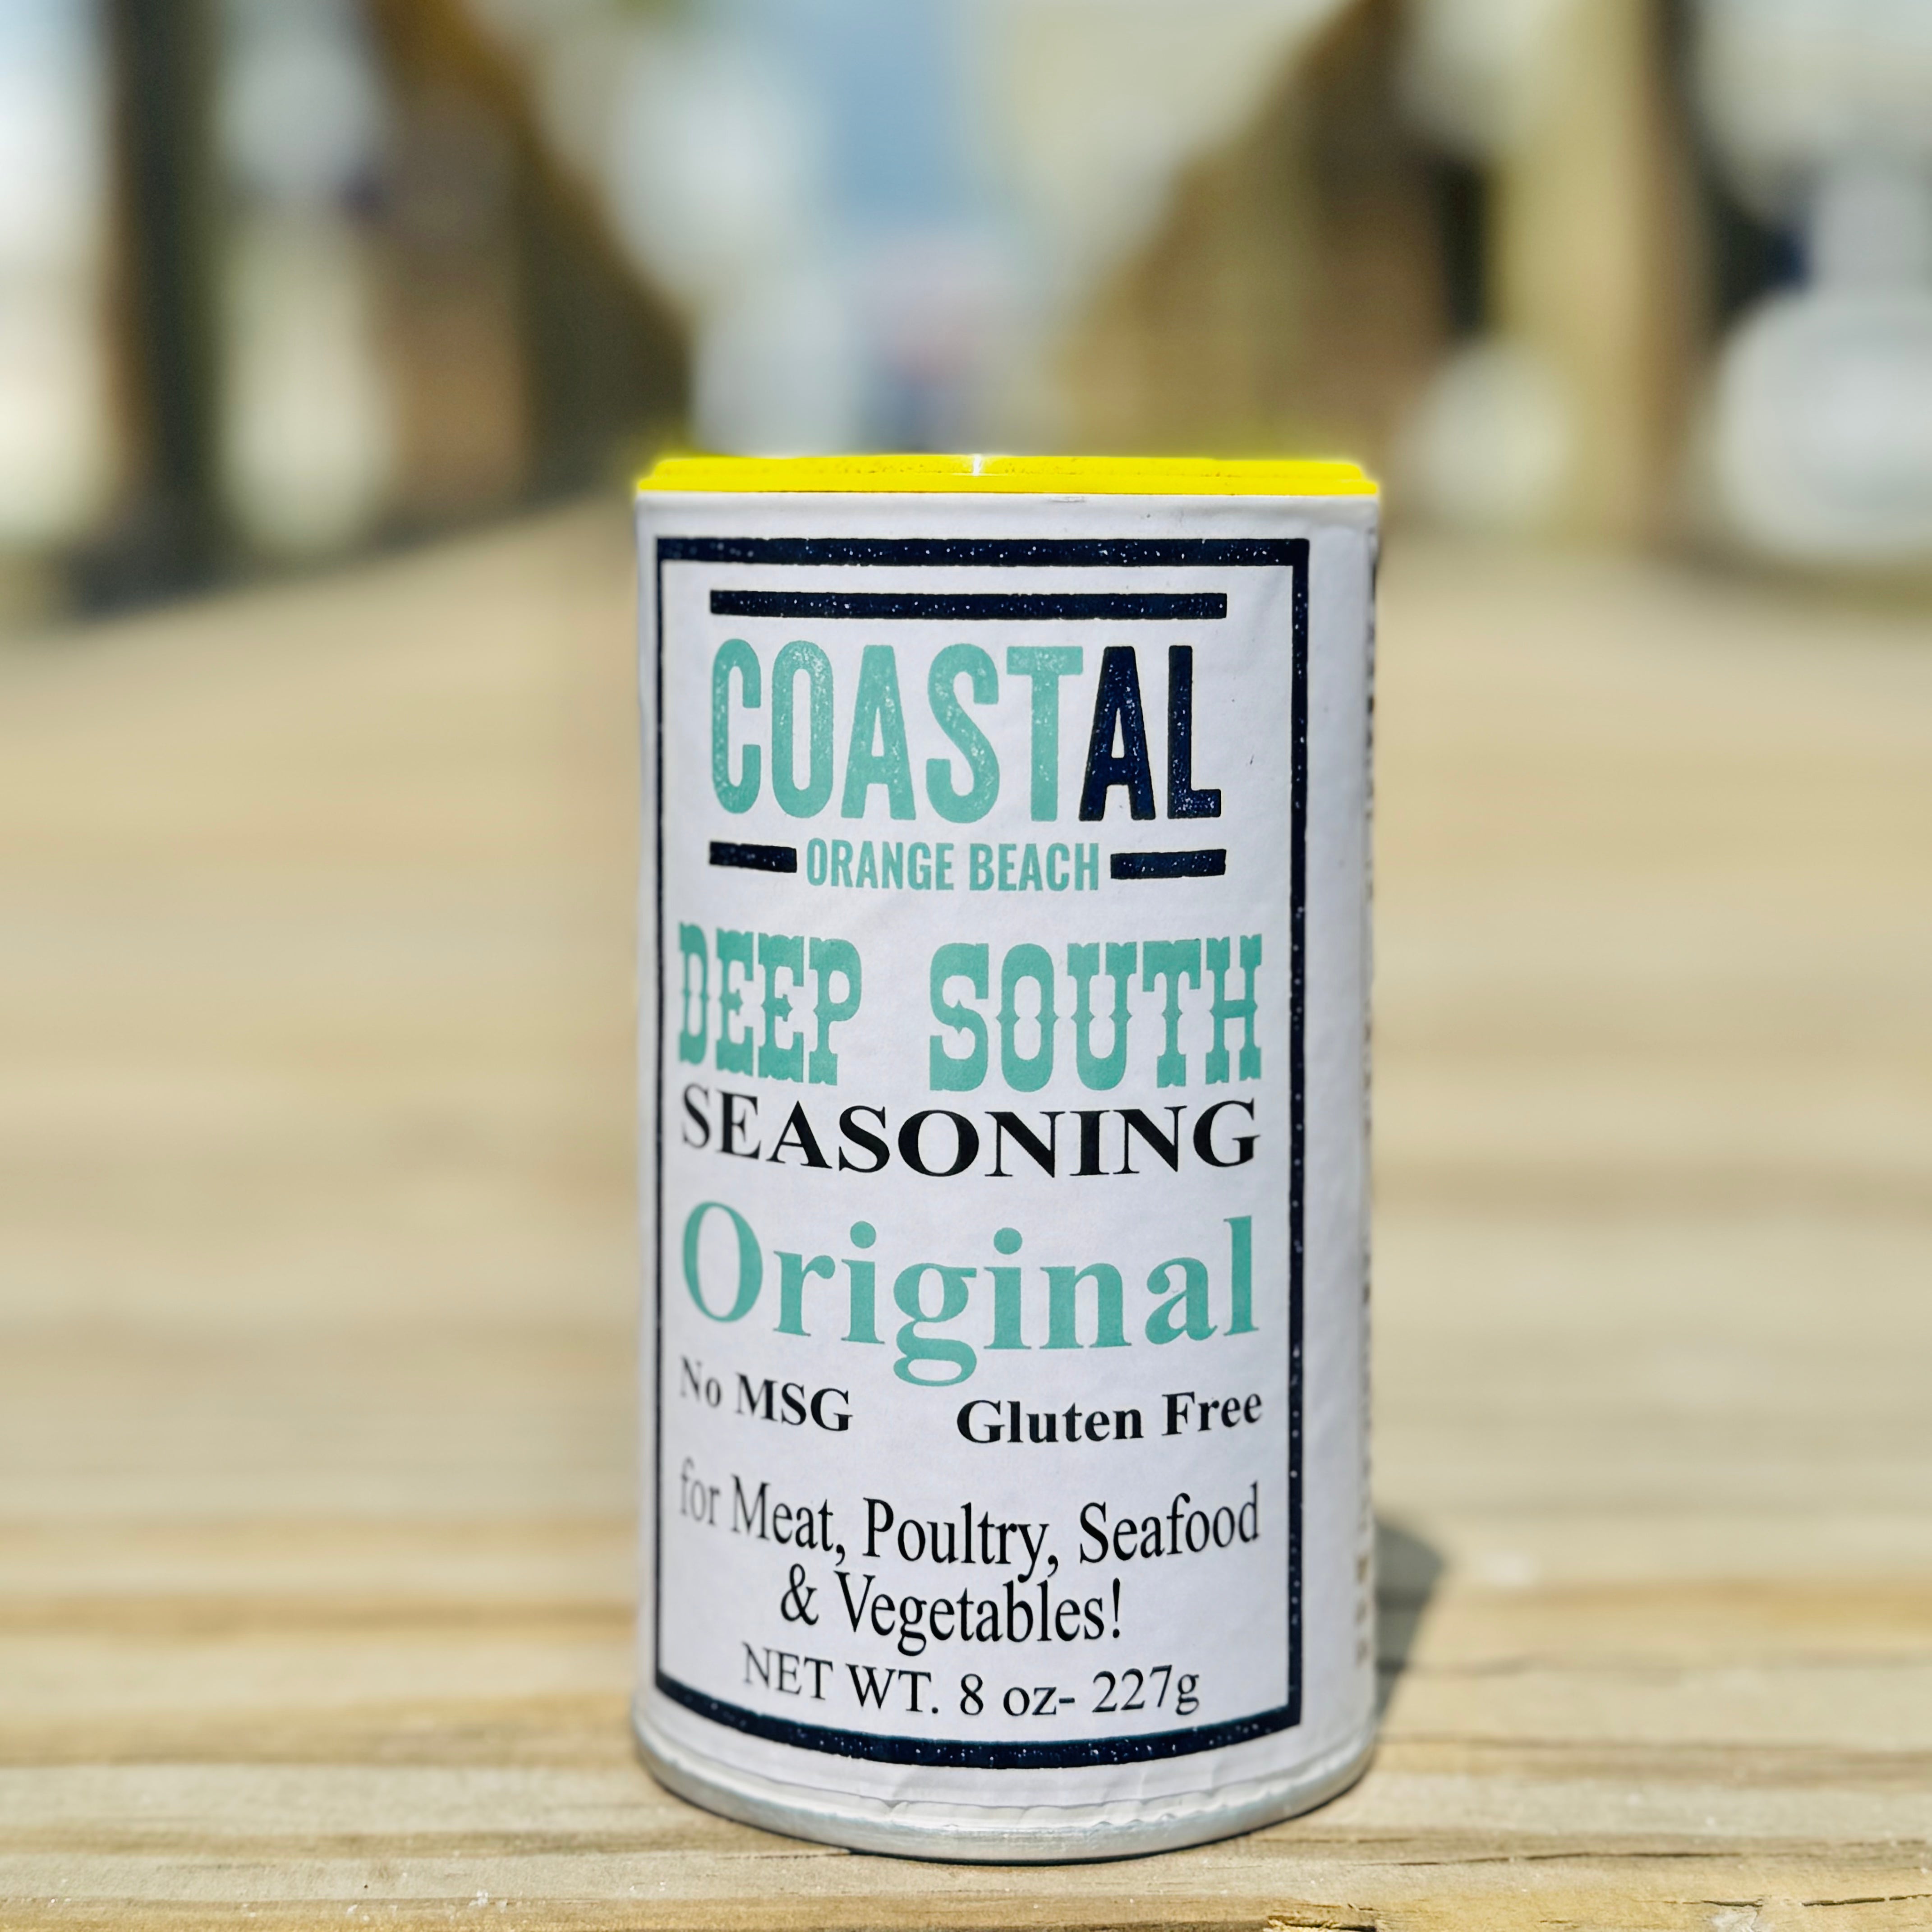 COASTAL
ORANGE BEACH
DEEP SOUTH
SEASONING
Original
No MSG Gluten Free
for Meat, Poultry, Seafood
& Vegetables!
NET WT. 8 oz- 227g